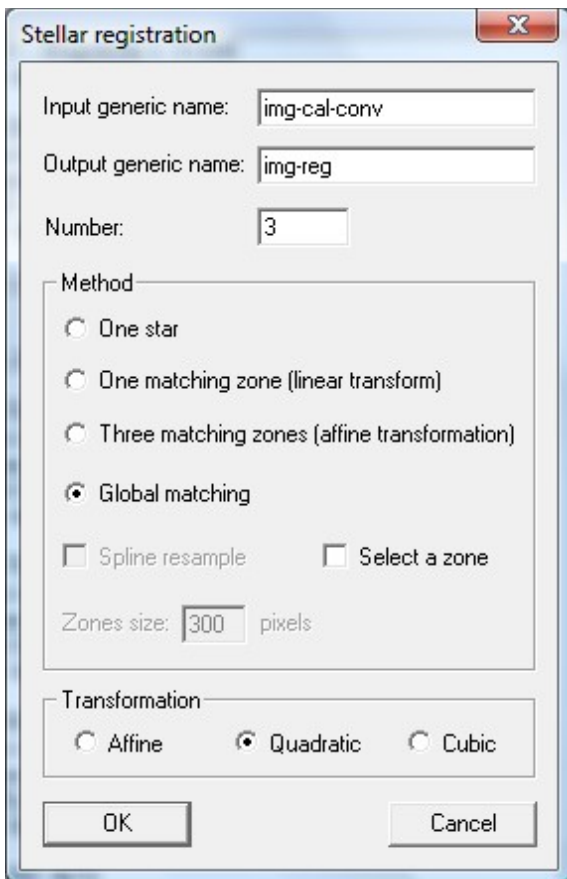 Stellar registration
Input generic name: img-cal-conv
Output generic name: img-reg
Number: 3
Method
One star
One matching zone (linear transform)
Three matching zones (affine transformation)
Global matching
Spline resample Select a zone
Zones size: 300 pixels
Transformation
Affine Quadratic Cubic
OK Cancel